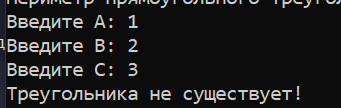 Введите A: 1
Введите B: 2
Введите C: 3
Треугольника не существует!